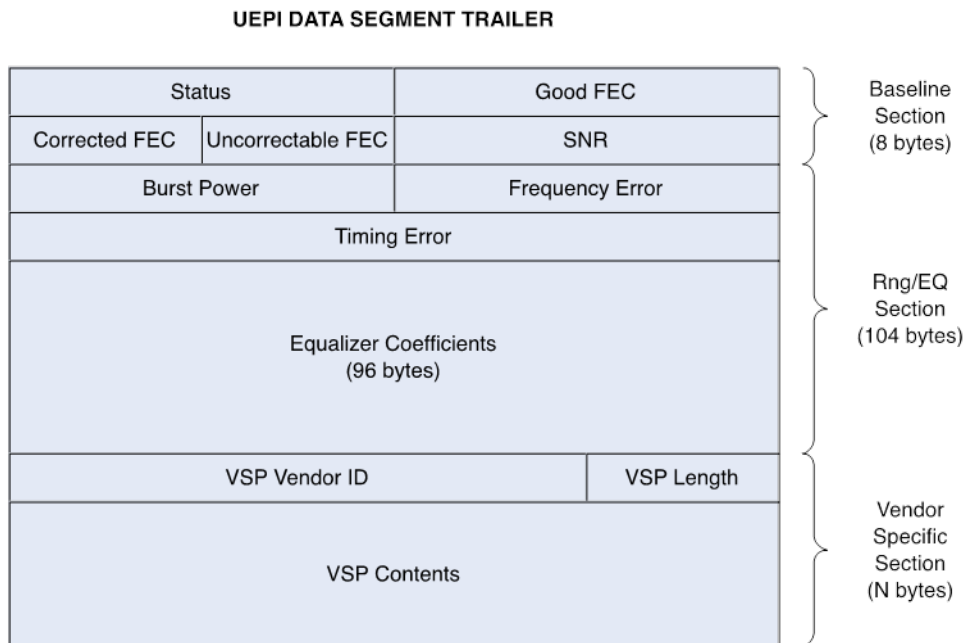 UEPI DATA SEGMENT TRAILER
Status
Good FEC
Baseline
Section
(8 bytes)
Corrected FEC
Uncorrectable FEC
SNR
Burst Power
Frequency Error
Timing Error
Rng/EQ
Section
(104 bytes)
Equalizer Coefficients
(96 bytes)
VSP Vendor ID
VSP Length
Vendor
Specific
Section
(N bytes)
VSP Contents